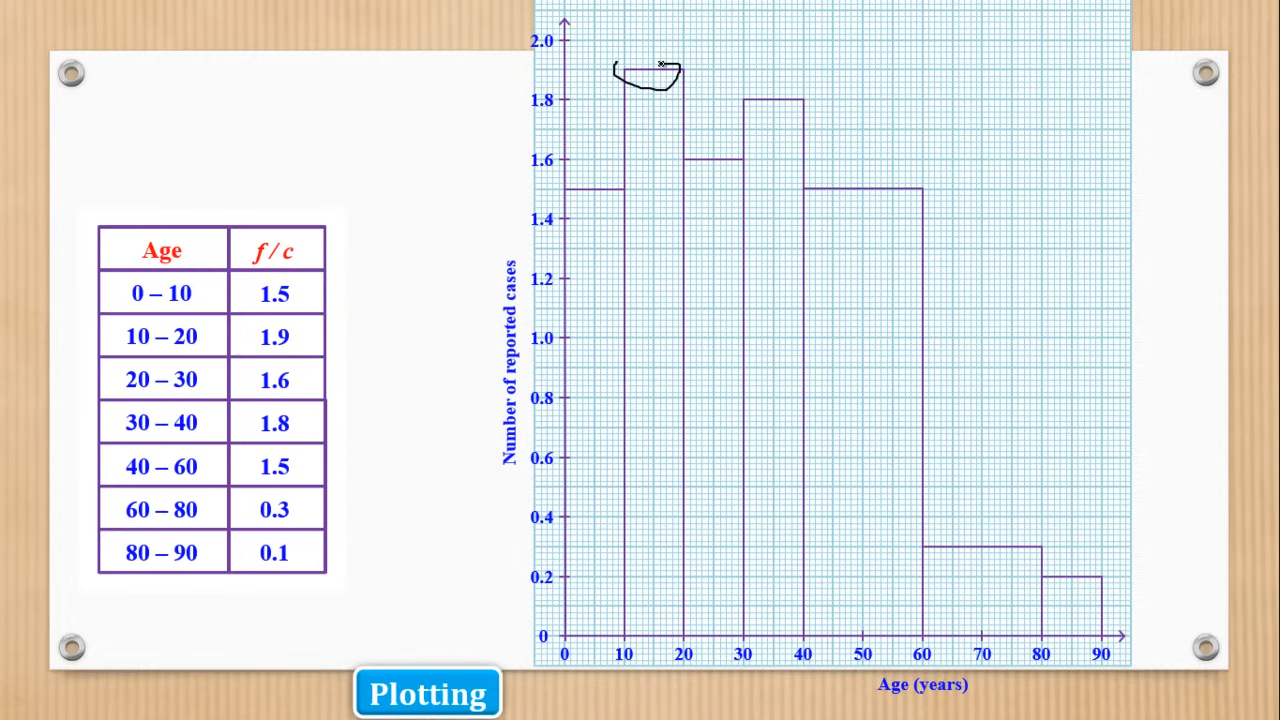 Age f / c
0 – 10 1.5
10 – 20 1.9
20 – 30 1.6
30 – 40 1.8
40 – 60 1.5
60 – 80 0.3
80 – 90 0.1
Number of reported cases
2.0
1.8
1.6
1.4
1.2
1.0
0.8
0.6
0.4
0.2
0
0 10 20 30 40 50 60 70 80 90
Age (years)
Plotting